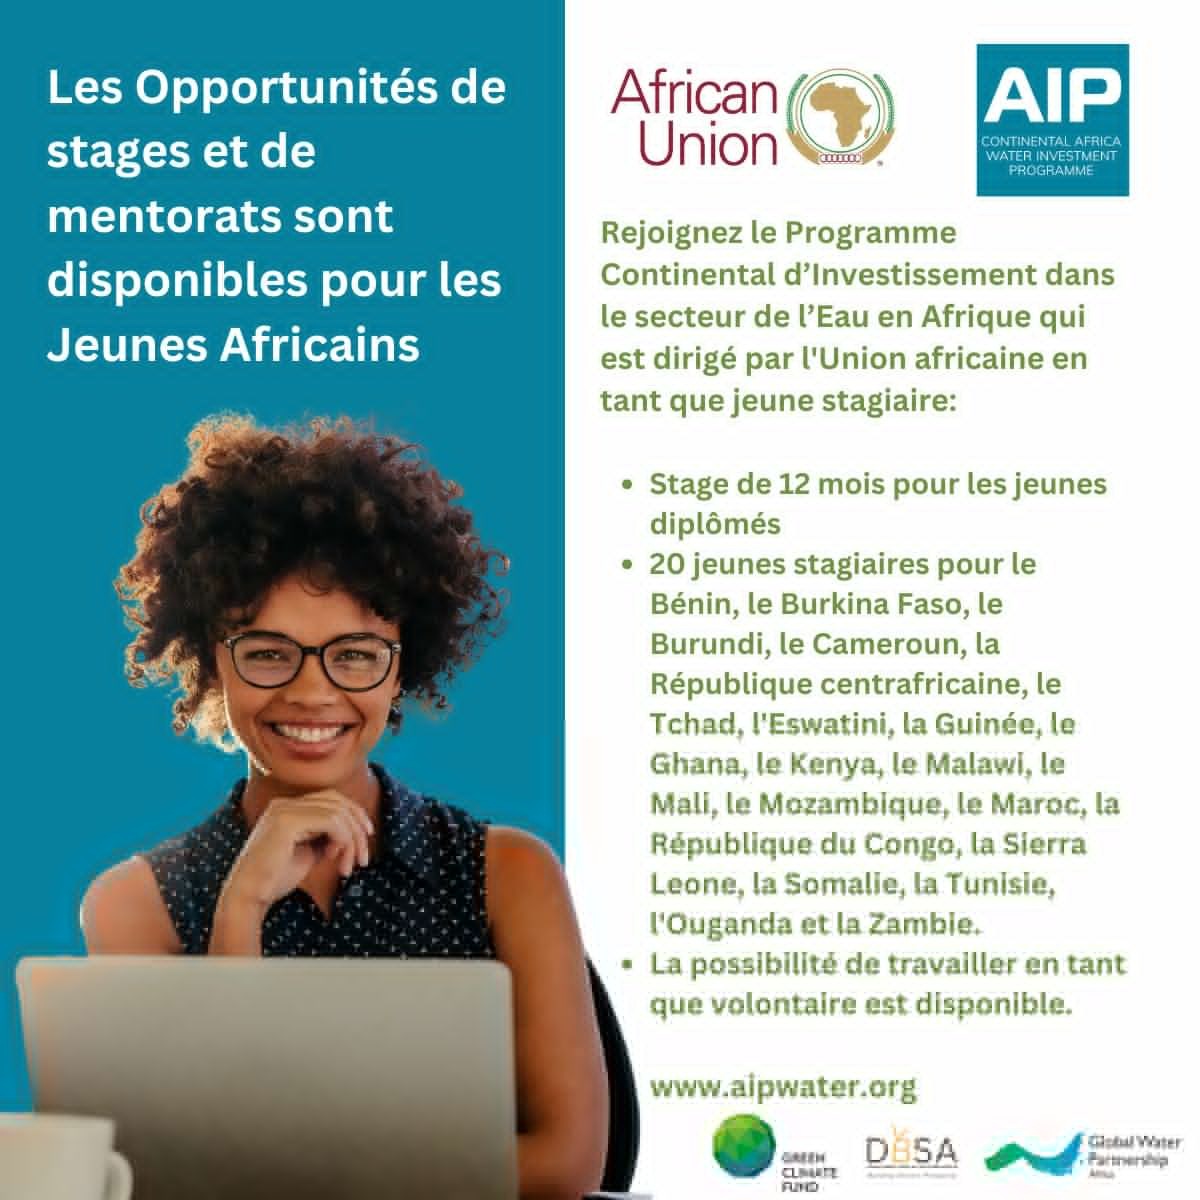 Les Opportunités de
stages et de
mentorats sont
disponibles pour les
Jeunes Africains
African
Union
AIP
CONTINENTAL AFRICA
WATER INVESTMENT
PROGRAMME
Rejoignez le Programme
Continental d’Investissement dans
le secteur de l’Eau en Afrique qui
est dirigé par l'Union africaine en
tant que jeune stagiaire:
• Stage de 12 mois pour les jeunes
diplômés
• 20 jeunes stagiaires pour le
Bénin, le Burkina Faso, le
Burundi, le Cameroun, la
République centrafricaine, le
Tchad, l'Eswatini, la Guinée, le
Ghana, le Kenya, le Malawi, le
Mali, le Mozambique, le Maroc, la
République du Congo, la Sierra
Leone, la Somalie, la Tunisie,
l'Ouganda et la Zambie.
• La possibilité de travailler en tant
que volontaire est disponible.
www.aipwater.org
GREEN
CLIMATE
FUND
DBSA
Global Water
Partnership
Africa